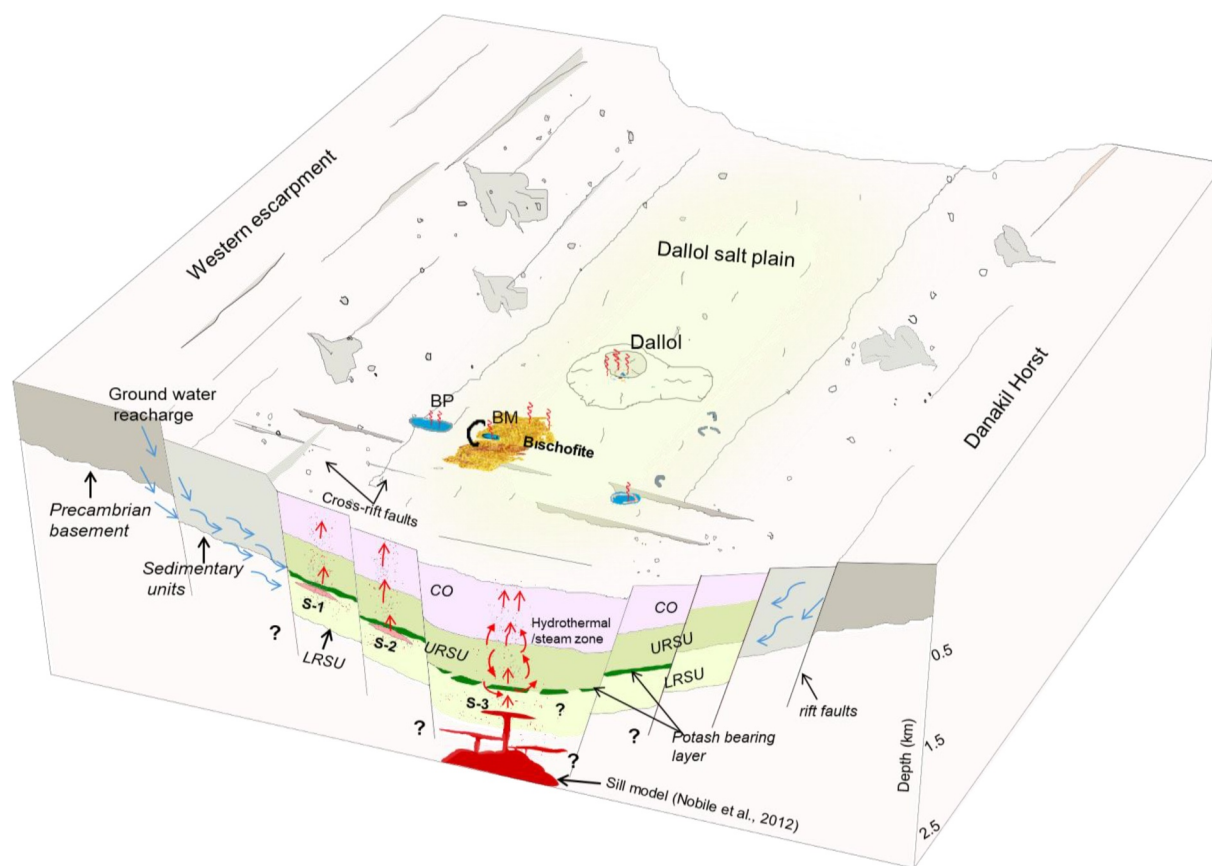 Western escarpment
Dallol salt plain
Dallol
Danakil Horst
Ground water
reacharge
BP
BM
Bischofite
Precambrian
basement
Cross-rift faults
Sedimentary
units
CO
Hydrothermal
/steam zone
CO
S-1
S-2
URSU
URSU
?
LRSU
LRSU
0.5
S-3
?
rift faults
?
?
Potash bearing
layer
?
1.5
Depth (km)
Sill model (Nobile et al., 2012)
2.5